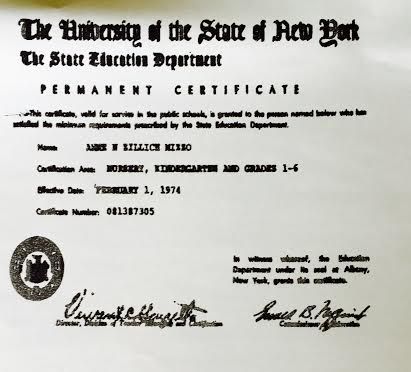 The University of the State of New York
The State Education Department
PERMANENT CERTIFICATE
This certificate, valid for service in the public schools, is granted to the person named below who has
satisfied the minimum requirements prescribed by the State Education Department.
Name: ANNE N ZILLICH MIZZO
Certification Area: NURSERY, KINDERGARTEN AND GRADES 1-6
Effective Date: FEBRUARY 1, 1974
Certificate Number: 081387305
In witness whereof, the Education
Department under its seal at Albany,
New York, grants this certificate.
Director, Division of Teacher Education and Certification
Commissioner of Education